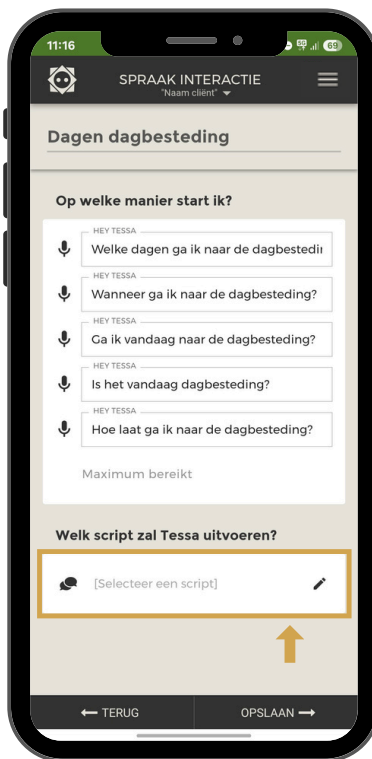 11:16
5G
69
SPRAAK INTERACTIE
"Naam cliënt"
Dagen dagbesteding
Op welke manier start ik?
HEY TESSA
Welke dagen ga ik naar de
HEY TESSA
Wanneer ga ik naar de dagbesteding?
HEY TESSA
Ga ik vandaag naar de dagbesteding?
HEY TESSA
Is het vandaag dagbesteding?
HEY TESSA
Hoe laat ga ik naar de dagbesteding?
Maximum bereikt
Welk script zal Tessa uitvoeren?
[Selecteer een script]
TERUG
OPSLAAN